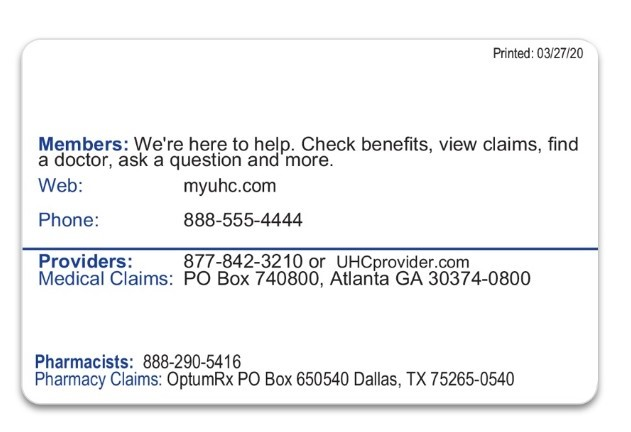 Printed: 03/27/20
Members: We're here to help. Check benefits, view claims, find
a doctor, ask a question and more.
Web: myuhc.com
Phone: 888-555-4444
Providers: 877-842-3210 or UHCprovider.com
Medical Claims: PO Box 740800, Atlanta GA 30374-0800
Pharmacists: 888-290-5416
Pharmacy Claims: OptumRx PO Box 650540 Dallas, TX 75265-0540